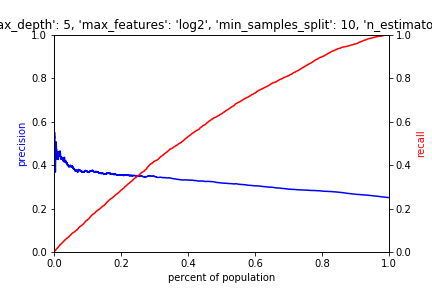 ax_depth': 5, 'max_features': 'log2', 'min_samples_split': 10, 'n_estimato
1.0 1.0
0.8 0.8
0.6 0.6
precision recall
0.4 0.4
0.2 0.2
0.0 0.0
0.0 0.2 0.4 0.6 0.8 1.0
percent of population